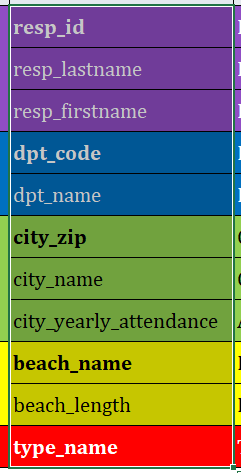 resp_id
resp_lastname
resp_firstname
dpt_code
dpt_name
city_zip
city_name
city_yearly_attendance
beach_name
beach_length
type_name